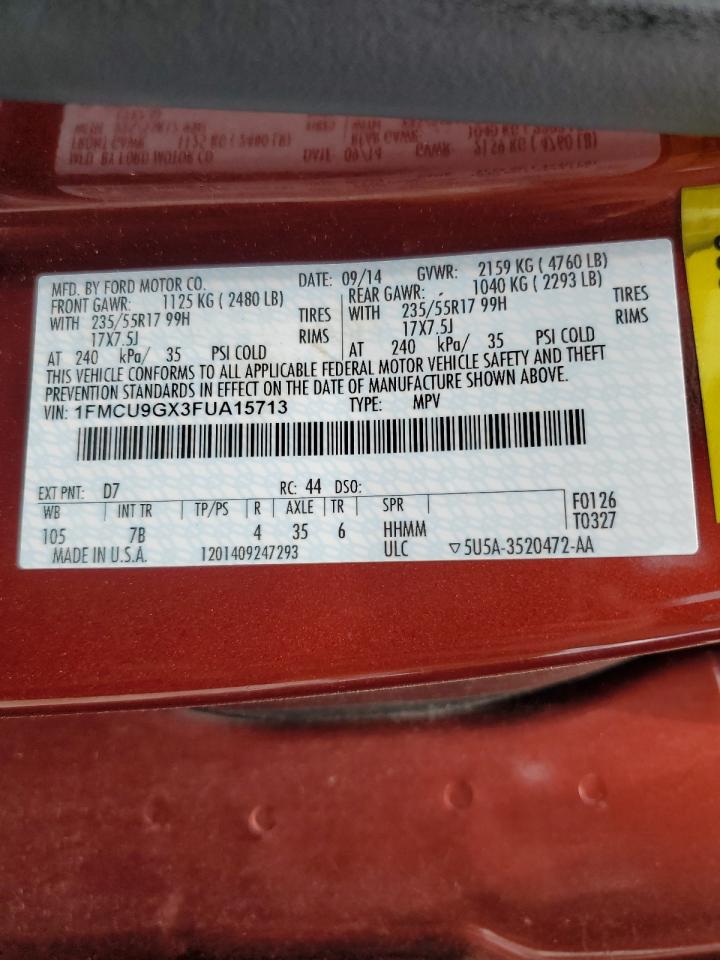 MFD. BY FORD MOTOR CO. DATE: 09/14 GVWR: 2159 KG ( 4760 LB)
FRONT GAWR: 1125 KG ( 2480 LB) REAR GAWR: 1040 KG ( 2293 LB)
WITH 235/55R17 99H TIRES WITH 235/55R17 99H TIRES
17X7.5J RIMS 17X7.5J RIMS
AT 240 kPa/ 35 PSI COLD AT 240 kPa/ 35 PSI COLD
THIS VEHICLE CONFORMS TO ALL APPLICABLE FEDERAL MOTOR VEHICLE SAFETY AND THEFT
PREVENTION STANDARDS IN EFFECT ON THE DATE OF MANUFACTURE SHOWN ABOVE.
VIN: 1FMCU9GX3FUA15713 TYPE: MPV
EXT PNT: D7 RC: 44 DSO:
WB INT TR TP/PS R AXLE TR SPR F0126
105 7B 4 35 6 HHMM T0327
MADE IN U.S.A. 1201409247293 ULC ▽5U5A-3520472-AA